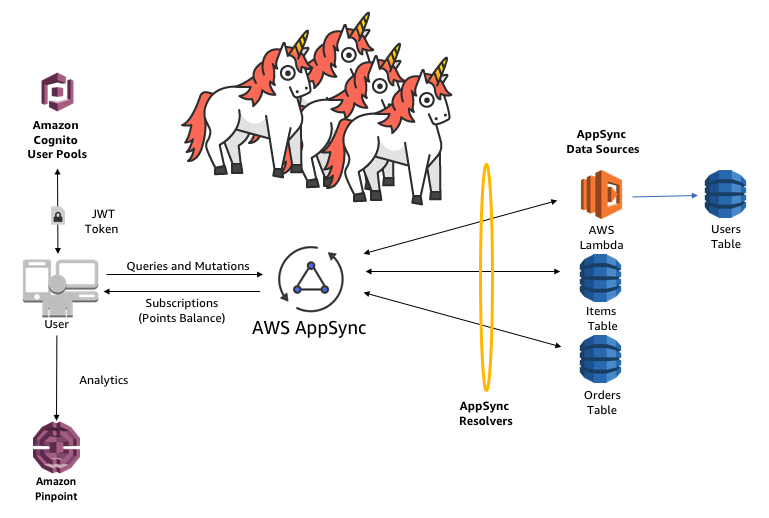 Amazon
Cognito
User Pools
JWT
Token
User
Analytics
Amazon
Pinpoint
Queries and Mutations
Subscriptions
(Points Balance)
AWS AppSync
AppSync
Resolvers
AppSync
Data Sources
AWS
Lambda
Users
Table
Items
Table
Orders
Table